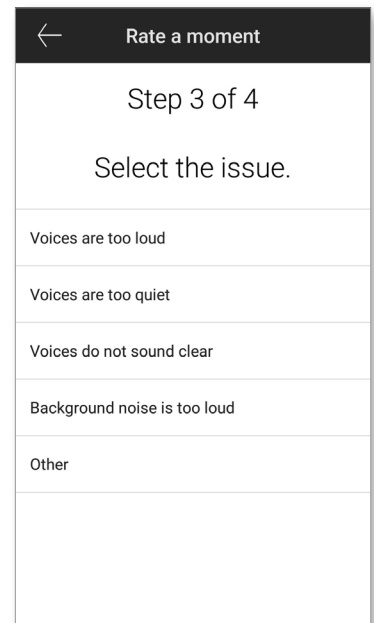 Rate a moment
Step 3 of 4
Select the issue.
Voices are too loud
Voices are too quiet
Voices do not sound clear
Background noise is too loud
Other